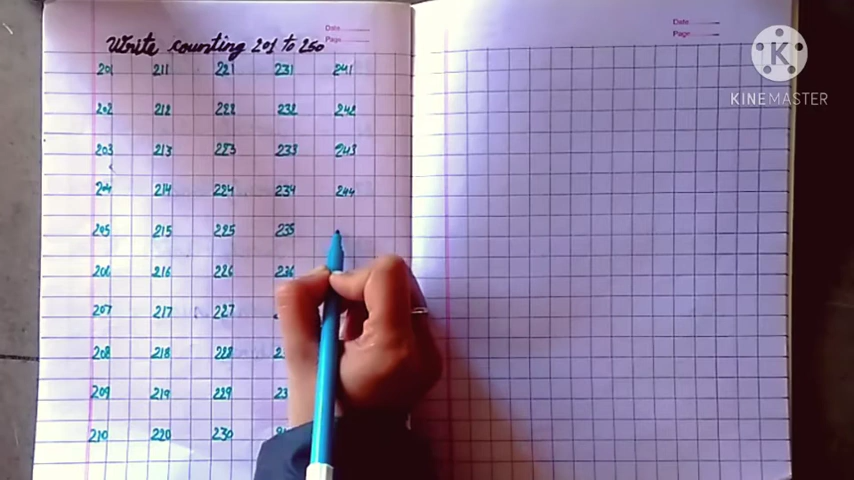 Date
Page
Write counting 201 to 250
201 211 221 231 241
202 212 222 232 242
203 213 223 233 243
204 214 224 234 244
205 215 225 235
206 216 226 236
207 217 227
208 218 228
209 219 229
210 220 230
Date
Page
K
KINEMASTER